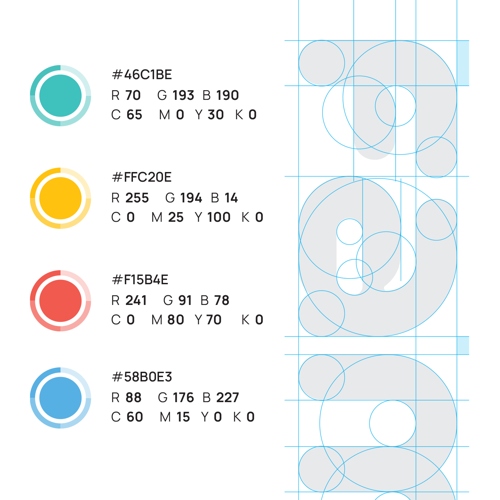 #46C1BE
R 70 G 193 B 190
C 65 M 0 Y 30 K 0
#FFC20E
R 255 G 194 B 14
C 0 M 25 Y 100 K 0
#F15B4E
R 241 G 91 B 78
C 0 M 80 Y 70 K 0
#58B0E3
R 88 G 176 B 227
C 60 M 15 Y 0 K 0